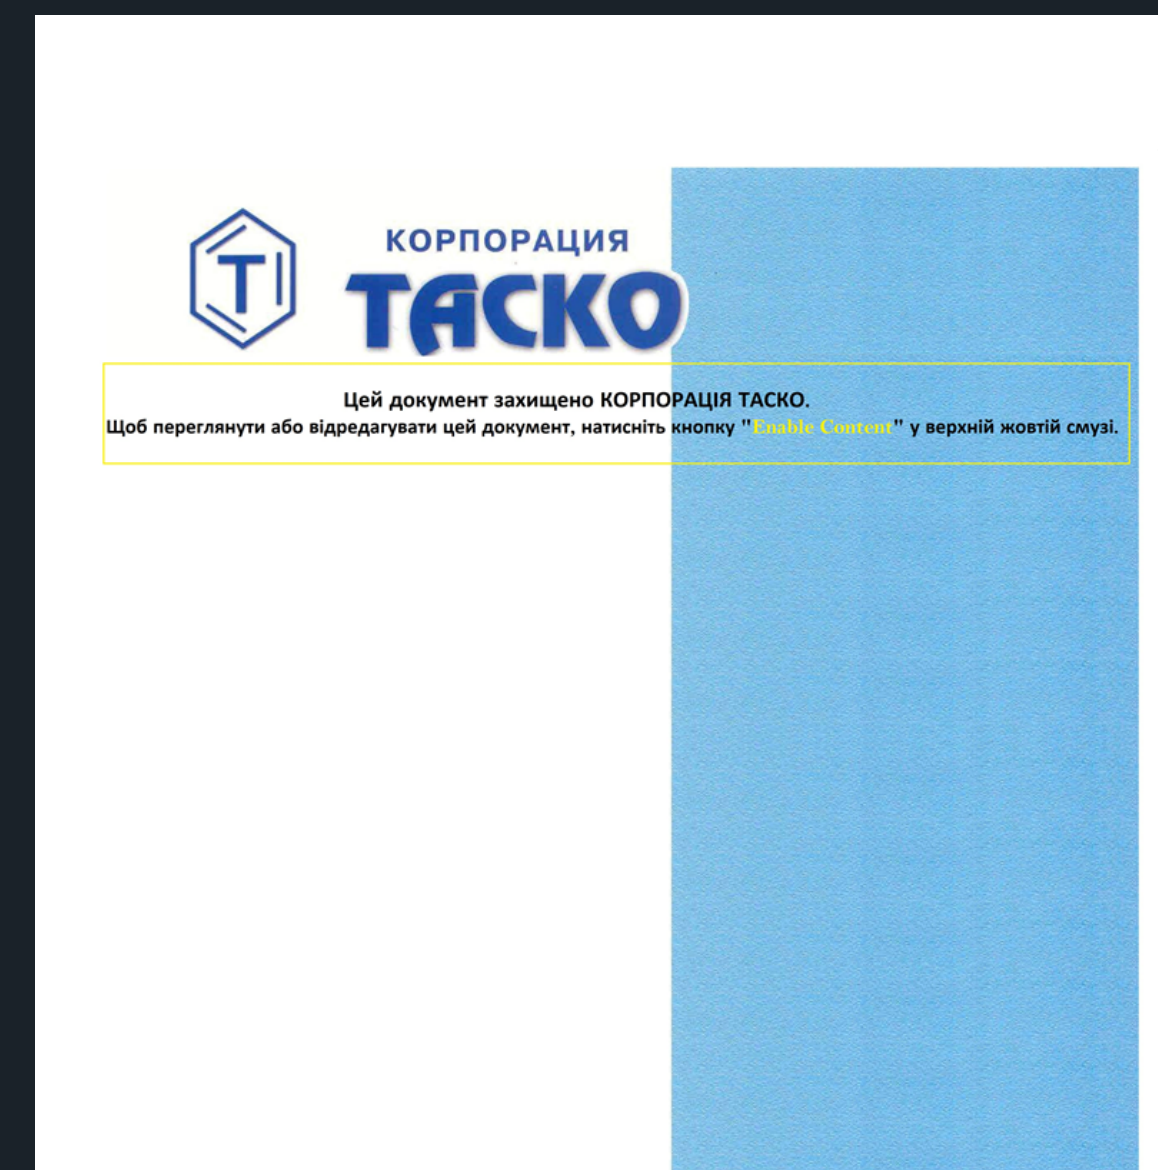 КОРПОРАЦИЯ
ТАСКО
Цей документ захищено КОРПОРАЦІЯ ТАСКО.
Щоб переглянути або відредагувати цей документ, натисніть кнопку "Enable Content" у верхній жовтій смузі.